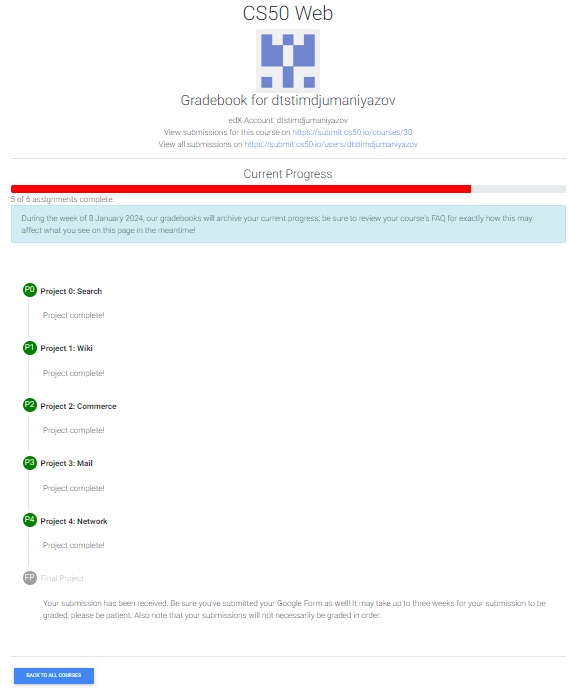 CS50 Web
Gradebook for dtstimdjumaniyazov
edX Account: dtstimdjumaniyazov
View submissions for this course on https://submit.cs50.io/courses/30
View all submissions on https://submit.cs50.io/users/dtstimdjumaniyazov
Current Progress
5 of 6 assignments complete.
During the week of 8 January 2024, our gradebooks will archive your current progress; be sure to review your course's FAQ for exactly how this may
affect what you see on this page in the meantime!
P0 Project 0: Search
Project complete!
P1 Project 1: Wiki
Project complete!
P2 Project 2: Commerce
Project complete!
P3 Project 3: Mail
Project complete!
P4 Project 4: Network
Project complete!
FP Final Project
Your submission has been received. Be sure you've submitted your Google Form as well! It may take up to three weeks for your submission to be
graded, please be patient. Also note that your submissions will not necessarily be graded in order.
BACK TO ALL COURSES